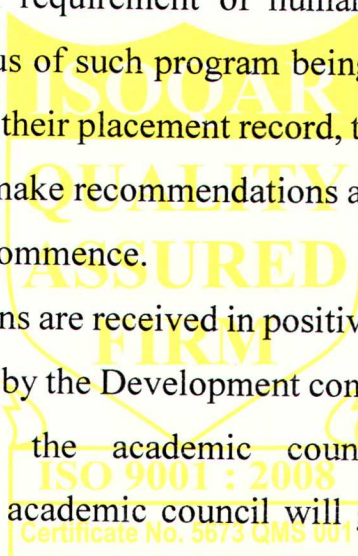 requirement of human
us of such program being
ISOQAR
their placement record, t
QUALITY
make recommendations a
ommence.
ASSURED
ns are received in positiv
FIRM
by the Development con
the academic coun
ISO 9001 : 2008
academic council will
Certificate No. 5673 QMS 001